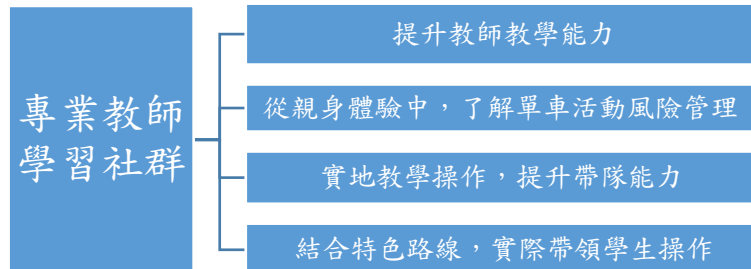 專業教師
學習社群
提升教師教學能力
從親身體驗中，了解單車活動風險管理
實地教學操作，提升帶隊能力
結合特色路線，實際帶領學生操作